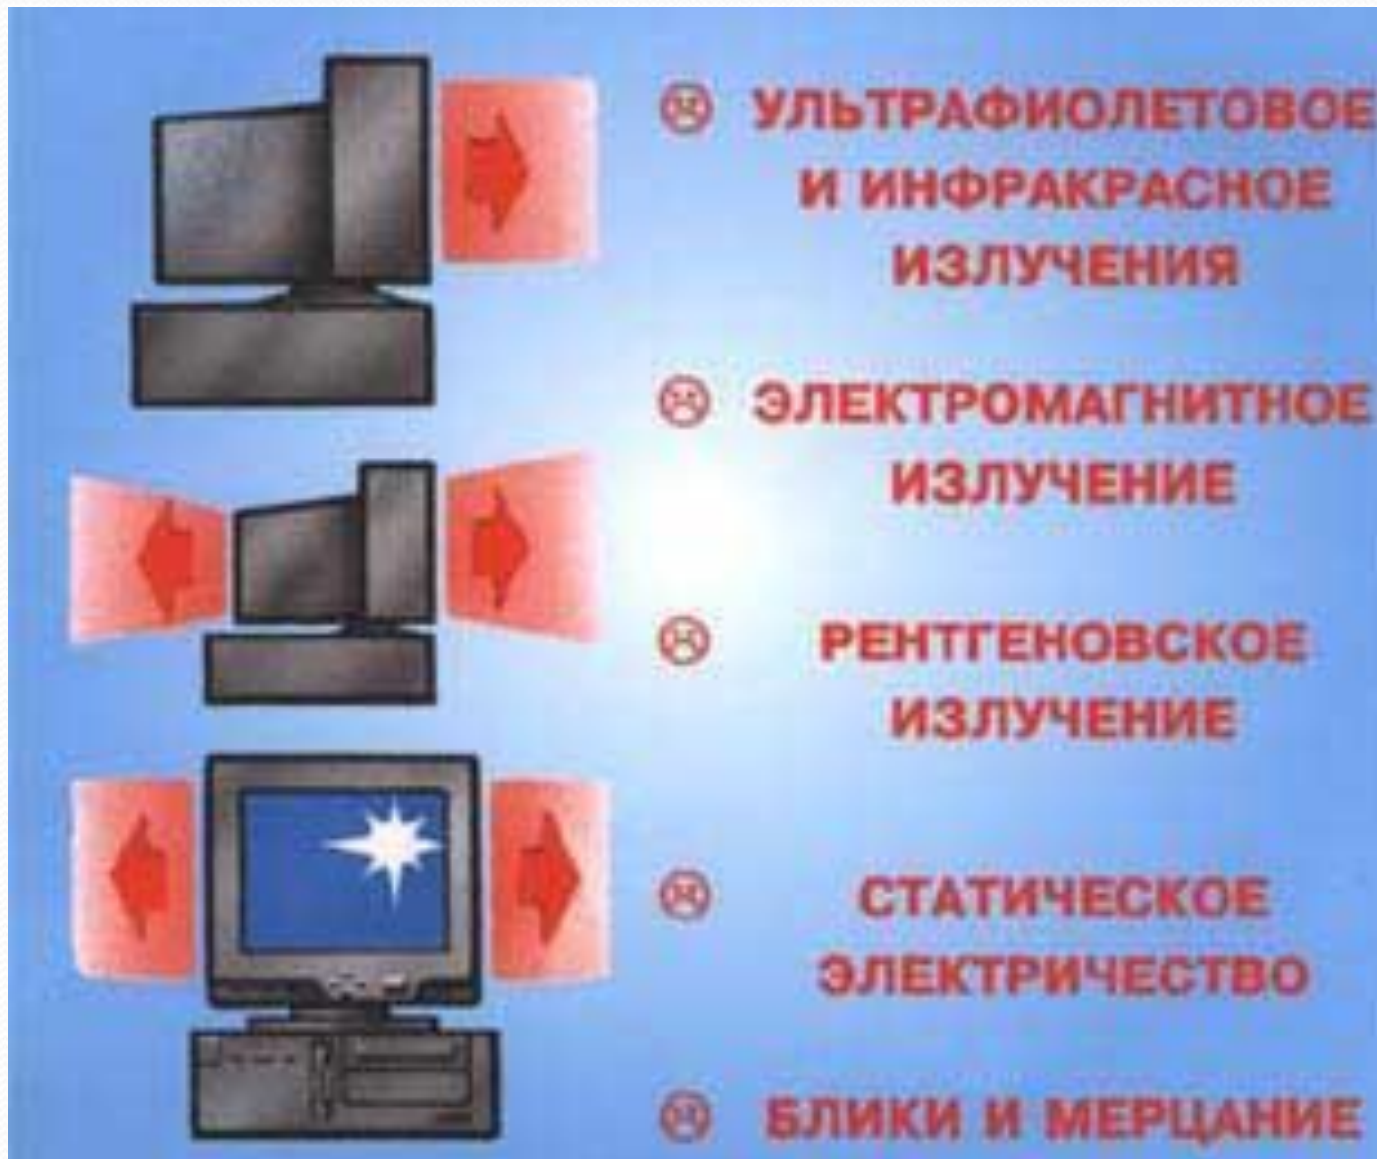 УЛЬТРАФИОЛЕТОВОЕ
И ИНФРАКРАСНОЕ
ИЗЛУЧЕНИЯ
ЭЛЕКТРОМАГНИТНОЕ
ИЗЛУЧЕНИЕ
РЕНТГЕНОВСКОЕ
ИЗЛУЧЕНИЕ
СТАТИЧЕСКОЕ
ЭЛЕКТРИЧЕСТВО
БЛИКИ И МЕРЦАНИЕ